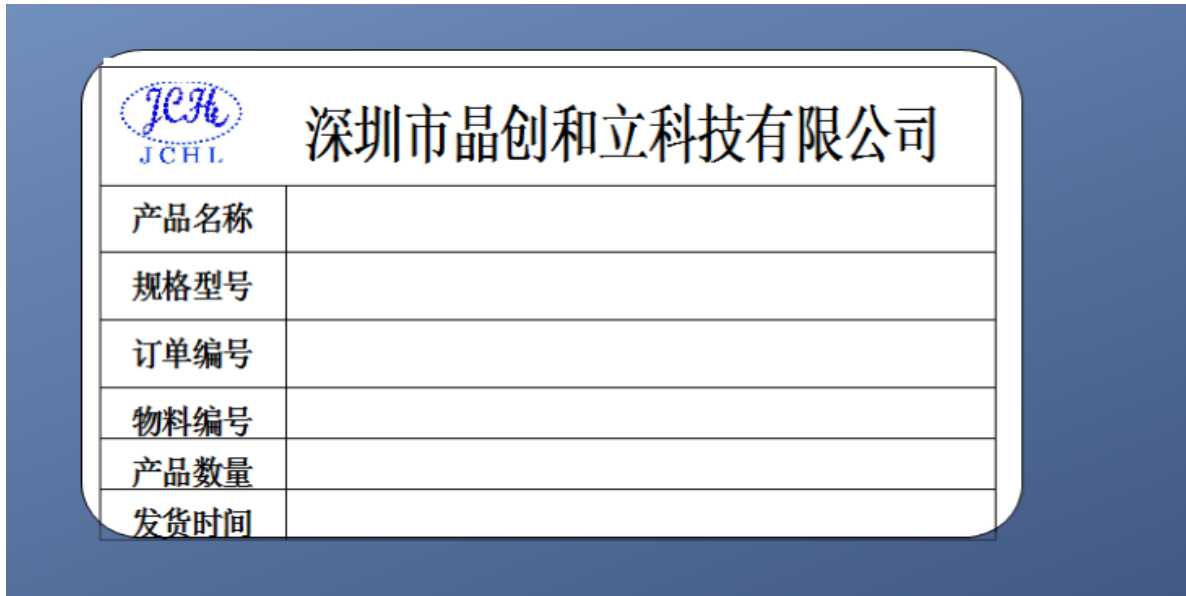 JCHL
JCHL
深圳市晶创和立科技有限公司
产品名称
规格型号
订单编号
物料编号
产品数量
发货时间